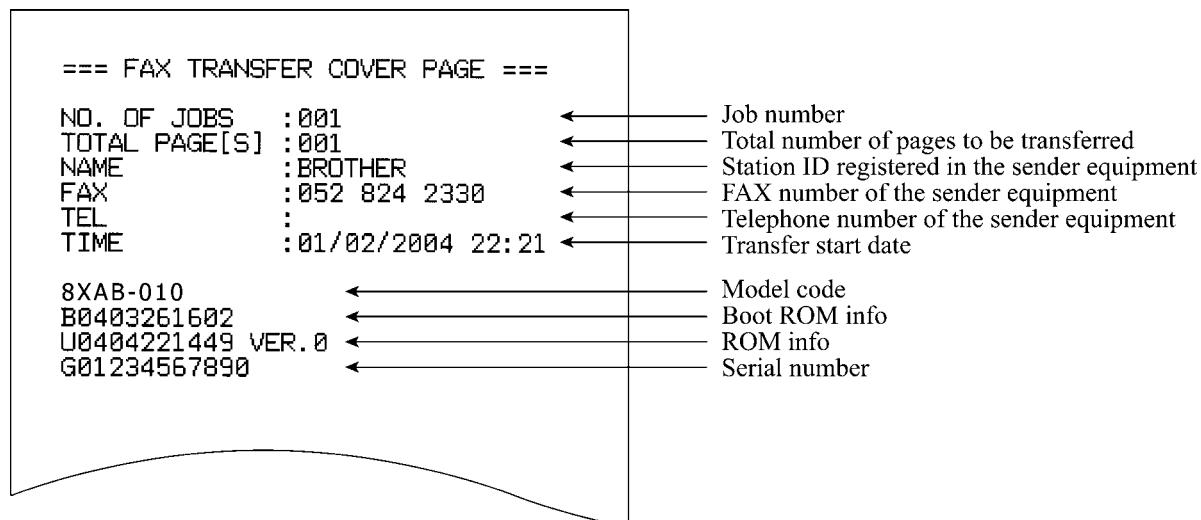 === FAX TRANSFER COVER PAGE ===
NO. OF JOBS :001 Job number
TOTAL PAGE[S] :001 Total number of pages to be transferred
NAME :BROTHER Station ID registered in the sender equipment
FAX :052 824 2330 FAX number of the sender equipment
TEL : Telephone number of the sender equipment
TIME :01/02/2004 22:21 Transfer start date
8XAB-010 Model code
B0403261602 Boot ROM info
U0404221449 VER.0 ROM info
G01234567890 Serial number